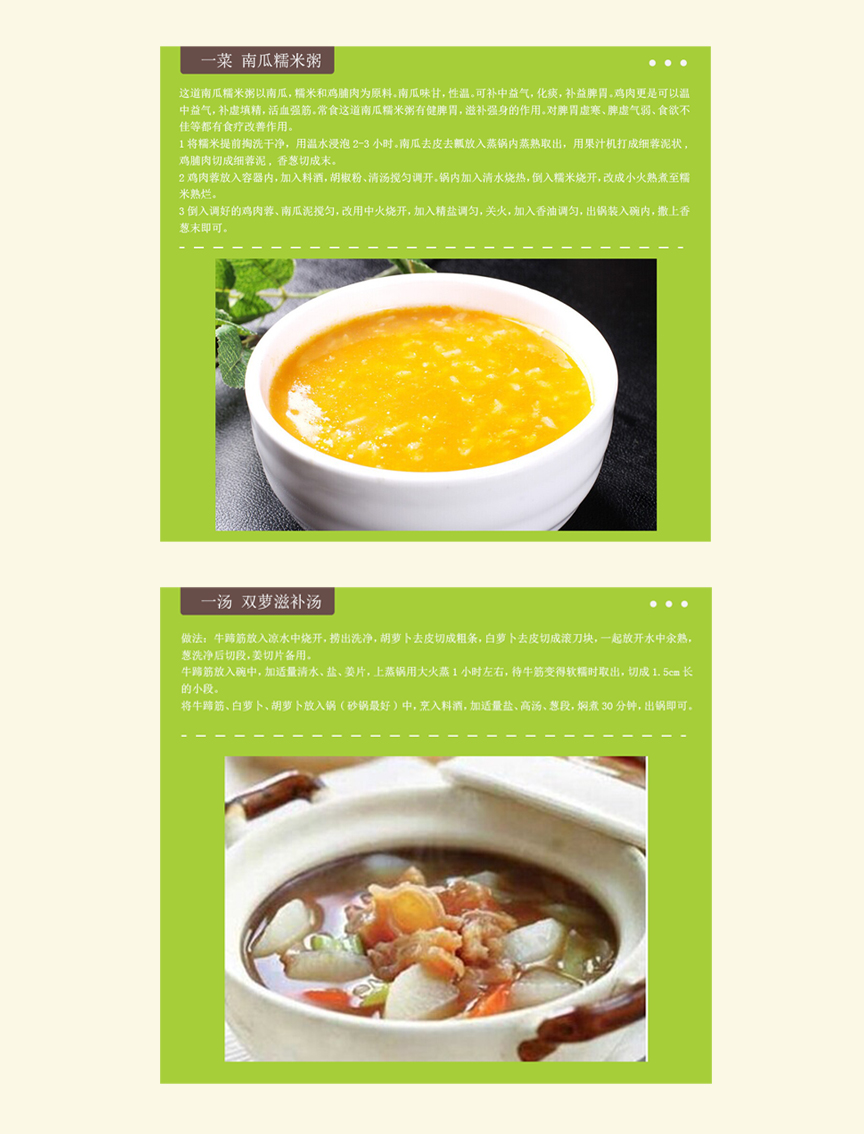 一菜 南瓜糯米粥
这道南瓜糯米粥以南瓜,糯米和鸡脯肉为原料。南瓜味甘,性温。可补中益气,化痰,补益脾胃。鸡肉更是可以温
中益气,补虚填精,活血强筋。常食这道南瓜糯米粥有健脾胃,滋补强身的作用。对脾胃虚寒、脾虚气弱、食欲不
佳等都有食疗改善作用。
1 将糯米提前掏洗干净, 用温水浸泡 2-3 小时。南瓜去皮去瓤放入蒸锅内蒸熟取出, 用果汁机打成细蓉泥状,
鸡脯肉切成细蓉泥, 香葱切成末。
2 鸡肉蓉放入容器内,加入料酒,胡椒粉、清汤搅匀调开。锅内加入清水烧热,倒入糯米烧开,改成小火熟煮至糯
米熟烂。
3 倒入调好的鸡肉蓉、南瓜泥搅匀,改用中火烧开,加入精盐调匀,关火,加入香油调匀,出锅装入碗内,撒上香
葱末即可。
一汤 双萝滋补汤
做法: 牛蹄筋放入凉水中烧开,捞出洗净,胡萝卜去皮切成粗条,白萝卜去皮切成滚刀块,一起放开水中汆熟,
葱洗净后切段,姜切片备用。
牛蹄筋放入碗中,加适量清水、盐、姜片,上蒸锅用大火蒸 1 小时左右,待牛筋变得软糯时取出,切成 1.5cm 长
的小段。
将牛蹄筋、白萝卜、胡萝卜放入锅(砂锅最好)中,烹入料酒,加适量盐、高汤、葱段,焖煮 30 分钟,出锅即可。